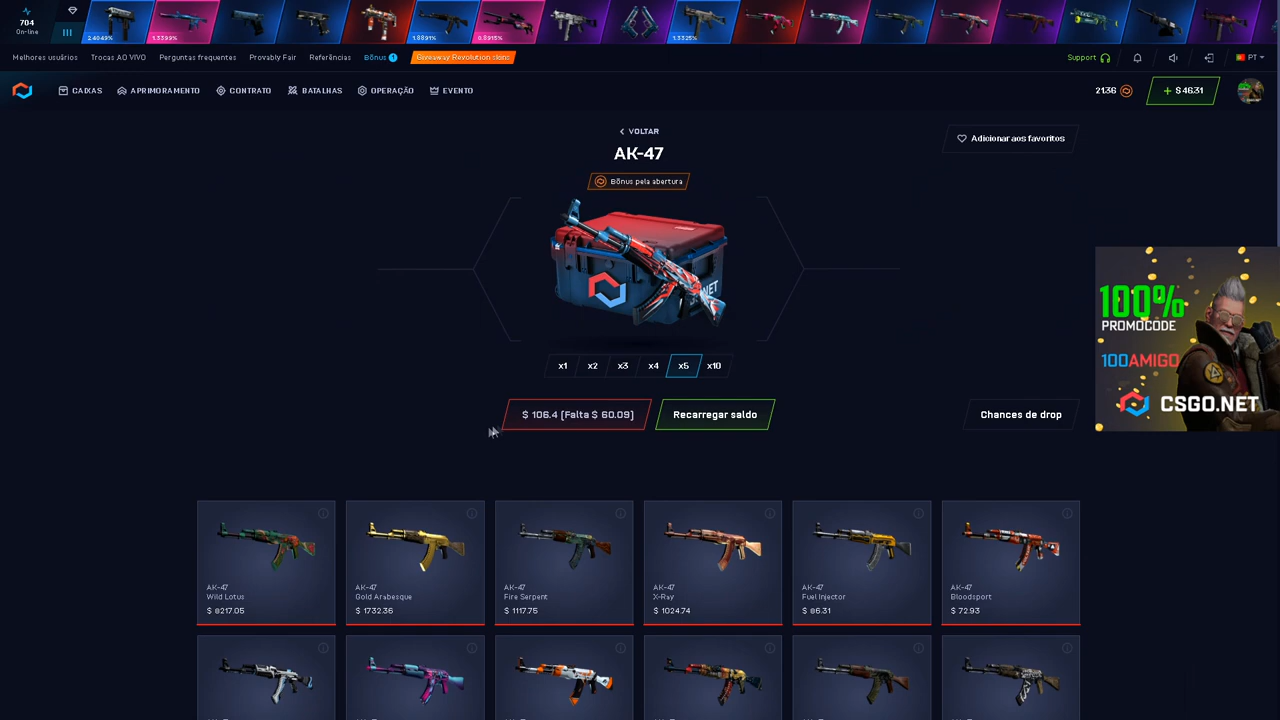 704
On-line
2.4049%
1.3399%
1.8891%
0.8915%
1.3325%
Melhores usuários
Trocas AO VIVO
Perguntas frequentes
Provably Fair
Referências
Bônus
Giveaway Revolution skins
Support
PT
CAIXAS
APRIMORAMENTO
CONTRATO
BATALHAS
OPERAÇÃO
EVENTO
21.36
+ $ 46.31
VOLTAR
AK-47
Bônus pela abertura
Adicionar aos favoritos
NET
100%
PROMOCODE
100AMIGO
CSGO.NET
x1
x2
x3
x4
x5
x10
$ 106.4 (Falta $ 60.09)
Recarregar saldo
Chances de drop
AK-47
Wild Lotus
$ 8217.05
AK-47
Gold Arabesque
$ 1732.36
AK-47
Fire Serpent
$ 1117.75
AK-47
X-Ray
$ 1024.74
AK-47
Fuel Injector
$ 86.31
AK-47
Bloodsport
$ 72.93